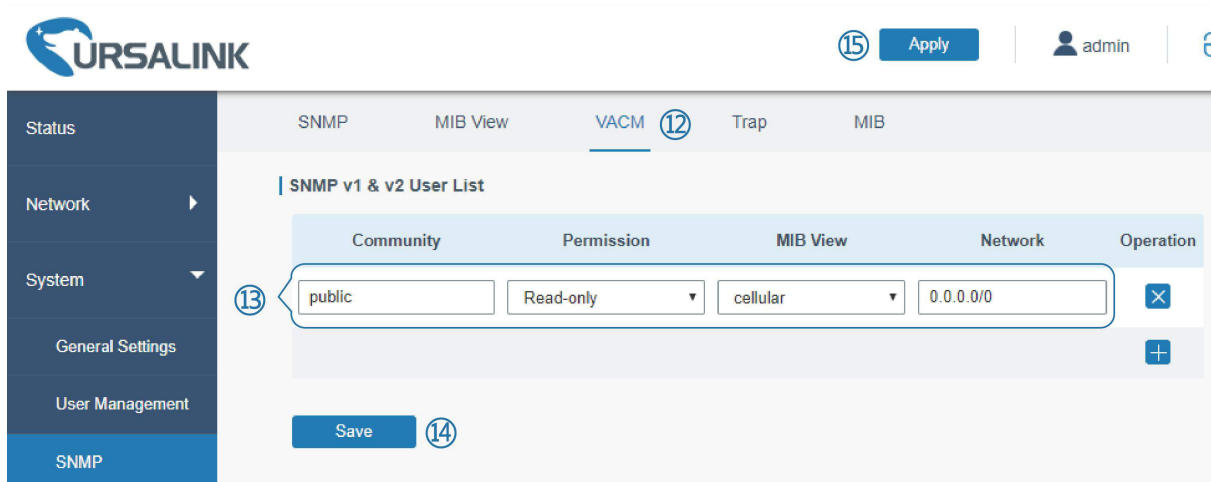 URSALINK
⑮ Apply
admin
Status
Network
System
General Settings
User Management
SNMP
SNMP MIB View VACM ⑫ Trap MIB
SNMP v1 & v2 User List
Community Permission MIB View Network Operation
⑬ public Read-only cellular 0.0.0.0/0
Save ⑭